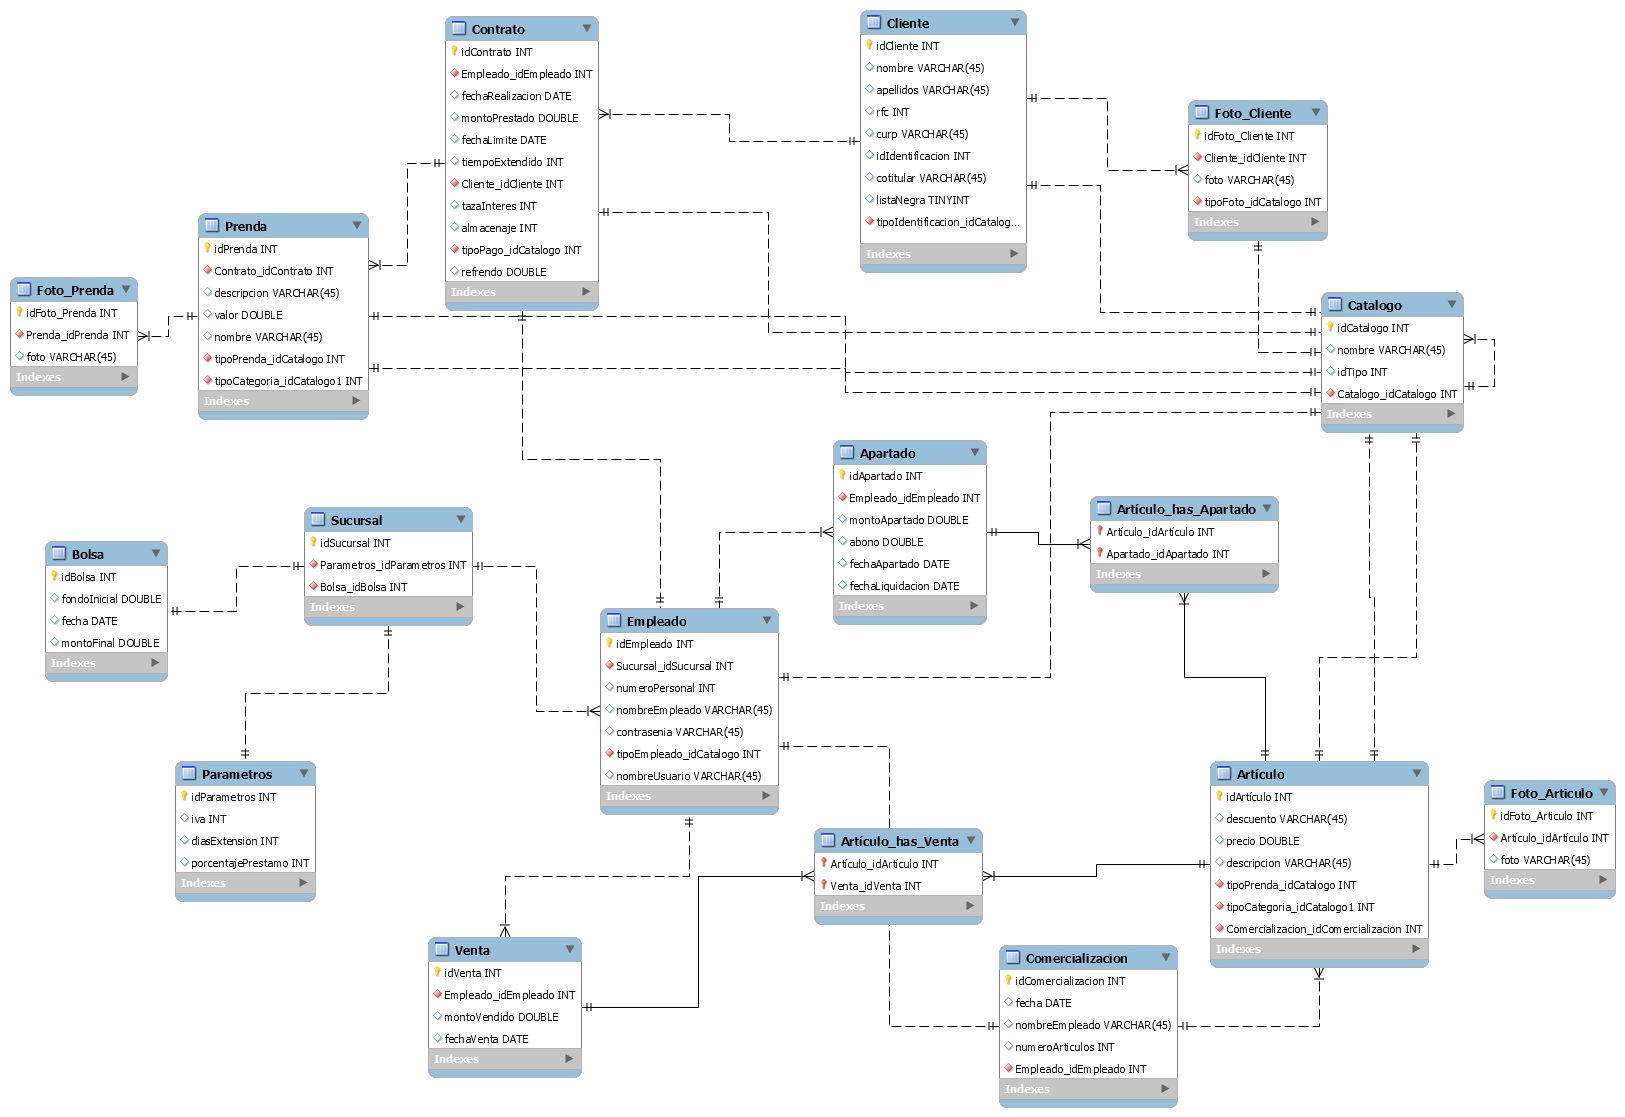 Contrato
idContrato INT
Empleado_idEmpleado INT
fechaRealizacion DATE
montoPrestado DOUBLE
fechaLimite DATE
tiempoExtendido INT
Cliente_idCliente INT
tazaInteres INT
almacenaje INT
tipoPago_idCatalogo INT
refrendo DOUBLE
Indexes
Cliente
idCliente INT
nombre VARCHAR(45)
apellidos VARCHAR(45)
rfc INT
curp VARCHAR(45)
idIdentificacion INT
cotitular VARCHAR(45)
listaNegra TINYINT
tipoIdentificacion_idCatalog...
Indexes
Foto_Cliente
idFoto_Cliente INT
Cliente_idCliente INT
foto VARCHAR(45)
tipoFoto_idCatalogo INT
Indexes
Prenda
idPrenda INT
Contrato_idContrato INT
descripcion VARCHAR(45)
valor DOUBLE
nombre VARCHAR(45)
tipoPrenda_idCatalogo INT
tipoCategoria_idCatalogo1 INT
Indexes
Foto_Prenda
idFoto_Prenda INT
Prenda_idPrenda INT
foto VARCHAR(45)
Indexes
Catalogo
idCatalogo INT
nombre VARCHAR(45)
idTipo INT
Catalogo_idCatalogo INT
Indexes
Apartado
idApartado INT
Empleado_idEmpleado INT
montoApartado DOUBLE
abono DOUBLE
fechaApartado DATE
fechaLiquidacion DATE
Indexes
Artículo_has_Apartado
Artículo_idArtículo INT
Apartado_idApartado INT
Indexes
Sucursal
idSucursal INT
Parametros_idParametros INT
Bolsa_idBolsa INT
Indexes
Bolsa
idBolsa INT
fondoInicial DOUBLE
fecha DATE
montoFinal DOUBLE
Indexes
Empleado
idEmpleado INT
Sucursal_idSucursal INT
numeroPersonal INT
nombreEmpleado VARCHAR(45)
contrasenia VARCHAR(45)
tipoEmpleado_idCatalogo INT
nombreUsuario VARCHAR(45)
Indexes
Parametros
idParametros INT
iva INT
diasExtension INT
porcentajePrestamo INT
Indexes
Artículo
idArtículo INT
descuento VARCHAR(45)
precio DOUBLE
descripcion VARCHAR(45)
tipoPrenda_idCatalogo INT
tipoCategoria_idCatalogo1 INT
Comercializacion_idComercializacion INT
Indexes
Foto_Articulo
idFoto_Articulo INT
Artículo_idArtículo INT
foto VARCHAR(45)
Indexes
Artículo_has_Venta
Artículo_idArtículo INT
Venta_idVenta INT
Indexes
Venta
idVenta INT
Empleado_idEmpleado INT
montoVendido DOUBLE
fechaVenta DATE
Indexes
Comercializacion
idComercializacion INT
fecha DATE
nombreEmpleado VARCHAR(45)
numeroArticulos INT
Empleado_idEmpleado INT
Indexes